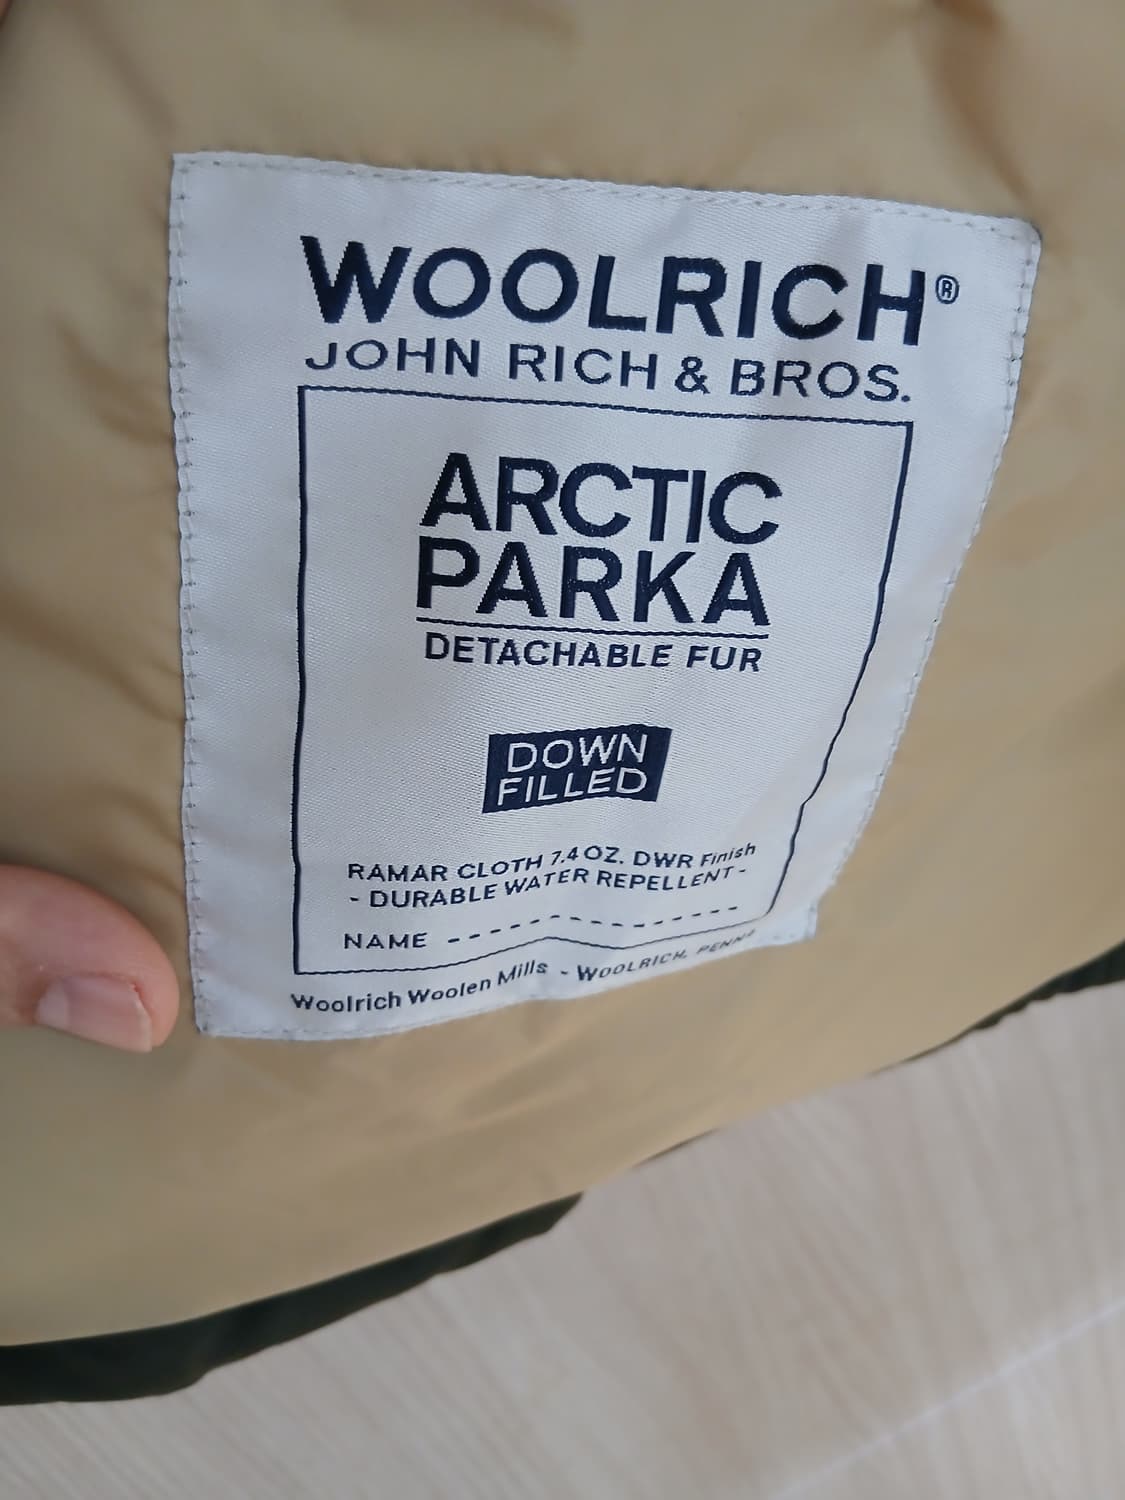 WOOLRICH®
JOHN RICH & BROS.
ARCTIC
PARKA
DETACHABLE FUR
DOWN
FILLED
RAMAR CLOTH 7.4 OZ. DWR Finish
- DURABLE WATER REPELLENT -
NAME --------------
Woolrich Woolen Mills - WOOLRICH, PENNA